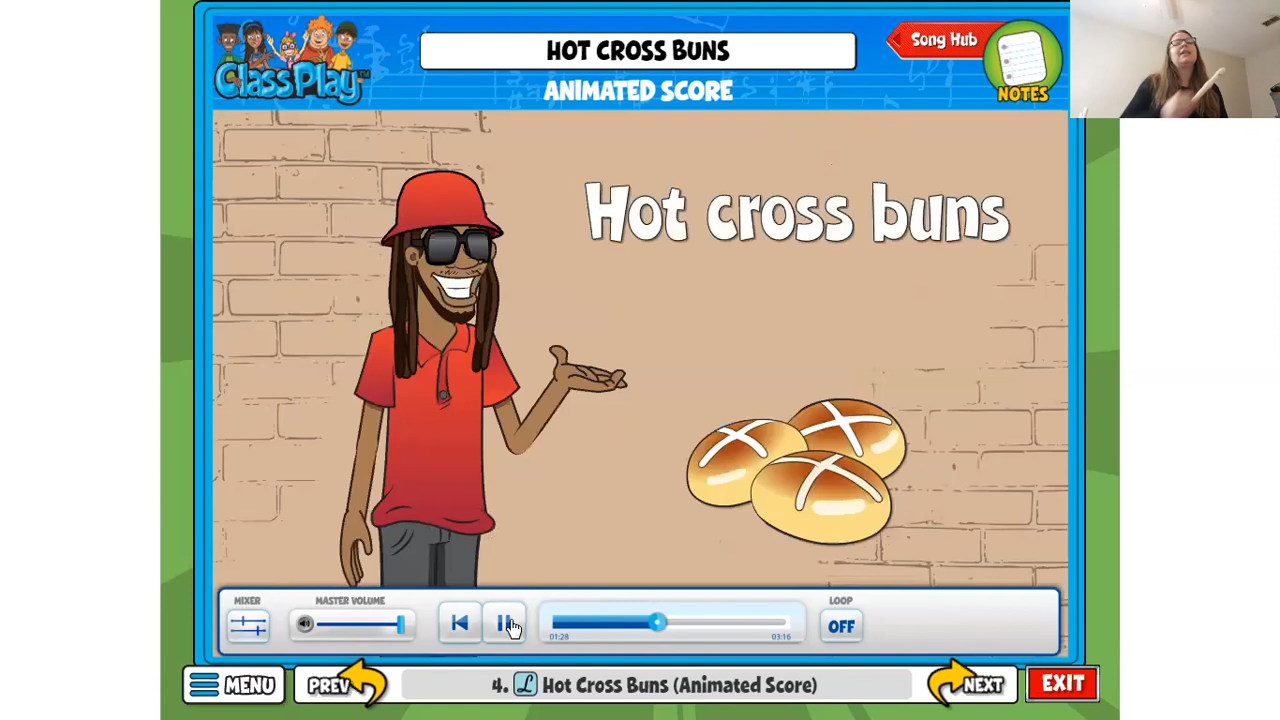 ClassPlay™
HOT CROSS BUNS
ANIMATED SCORE
Song Hub
NOTES
Hot cross buns
MIXER
MASTER VOLUME
LOOP
OFF
01:28
03:16
MENU
PREV
4. L Hot Cross Buns (Animated Score)
NEXT
EXIT